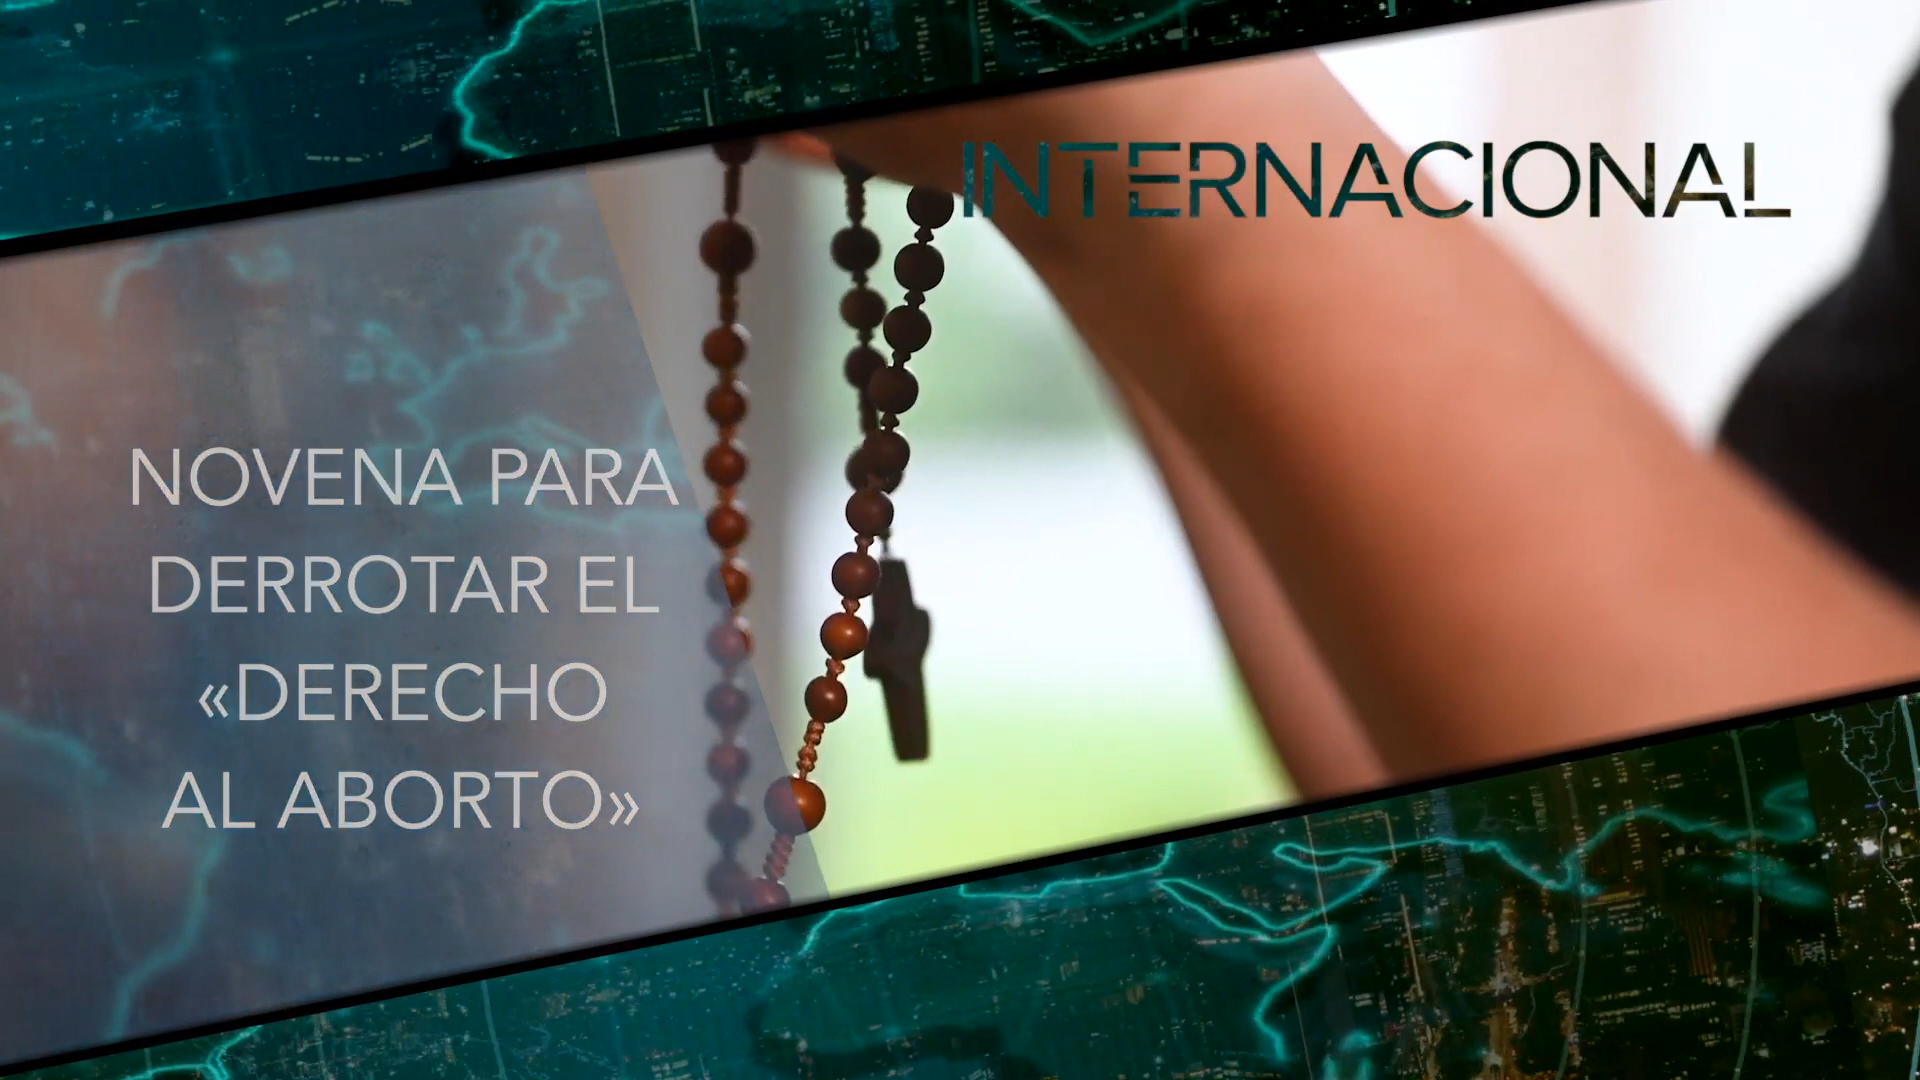 INTERNACIONAL
NOVENA PARA
DERROTAR EL
«DERECHO
AL ABORTO»